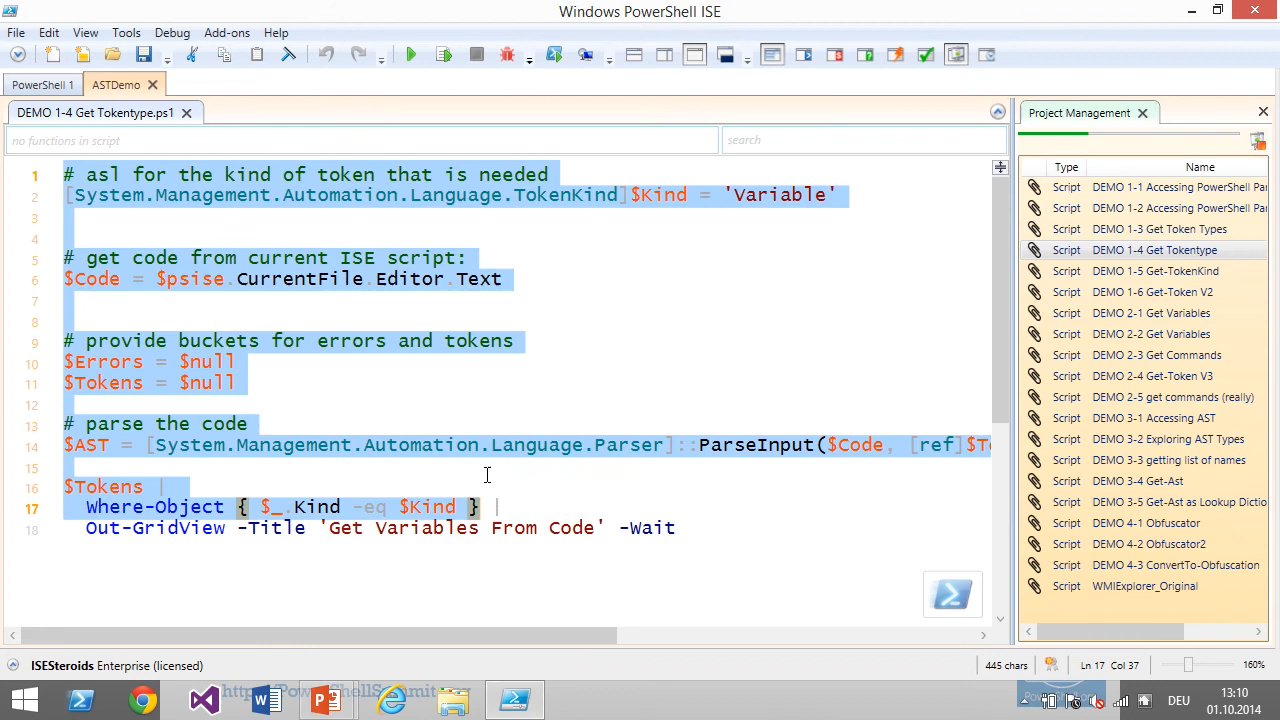 Windows PowerShell ISE
File Edit View Tools Debug Add-ons Help
PowerShell 1 ASTDemo
DEMO 1-4 Get Tokentype.ps1
no functions in script search
1 # asl for the kind of token that is needed
2 [System.Management.Automation.Language.TokenKind]$Kind = 'Variable'
3
4
5 # get code from current ISE script:
6 $Code = $psise.CurrentFile.Editor.Text
7
8
9 # provide buckets for errors and tokens
10 $Errors = $null
11 $Tokens = $null
12
13 # parse the code
14 $AST = [System.Management.Automation.Language.Parser]::ParseInput($Code, [ref]$T
15
16 $Tokens |
17 Where-Object { $_.Kind -eq $Kind } |
18 Out-GridView -Title 'Get Variables From Code' -Wait
Project Management
Type Name
Script DEMO 1-1 Accessing PowerShell Par
Script DEMO 1-2 Accessing PowerShell Par
Script DEMO 1-3 Get Token Types
Script DEMO 1-4 Get Tokentype
Script DEMO 1-5 Get-TokenKind
Script DEMO 1-6 Get-Token V2
Script DEMO 2-1 Get Variables
Script DEMO 2-2 Get Variables
Script DEMO 2-3 Get Commands
Script DEMO 2-4 Get-Token V3
Script DEMO 2-5 get commands (really)
Script DEMO 3-1 Accessing AST
Script DEMO 3-2 Exploring AST Types
Script DEMO 3-3 getting list of names
Script DEMO 3-4 Get-Ast
Script DEMO 3-5 Get-Ast as Lookup Dictio
Script DEMO 4-1 Obfuscator
Script DEMO 4-2 Obfuscator2
Script DEMO 4-3 ConvertTo-Obfuscation
Script WMIExplorer_Original
ISESteroids Enterprise (licensed) 445 chars Ln 17 Col 37 160%
DEU 13:10
01.10.2014